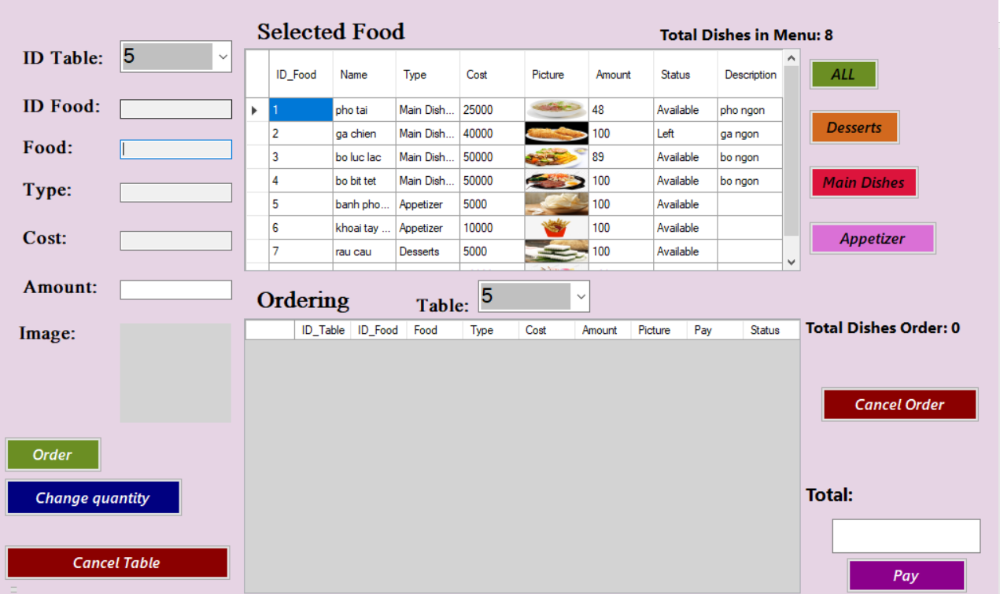 Selected Food
Total Dishes in Menu: 8
ID Table: 5
ID Food:
Food:
Type:
Cost:
Amount:
Image:
Order
Change quantity
Cancel Table
ID_Food Name Type Cost Picture Amount Status Description
1 pho tai Main Dish... 25000 48 Available pho ngon
2 ga chien Main Dish... 40000 100 Left ga ngon
3 bo luc lac Main Dish... 50000 89 Available bo ngon
4 bo bit tet Main Dish... 50000 100 Available bo ngon
5 banh pho... Appetizer 5000 100 Available
6 khoai tay ... Appetizer 10000 100 Available
7 rau cau Desserts 5000 100 Available
ALL
Desserts
Main Dishes
Appetizer
Ordering
Table: 5
ID_Table ID_Food Food Type Cost Amount Picture Pay Status
Total Dishes Order: 0
Cancel Order
Total:
Pay